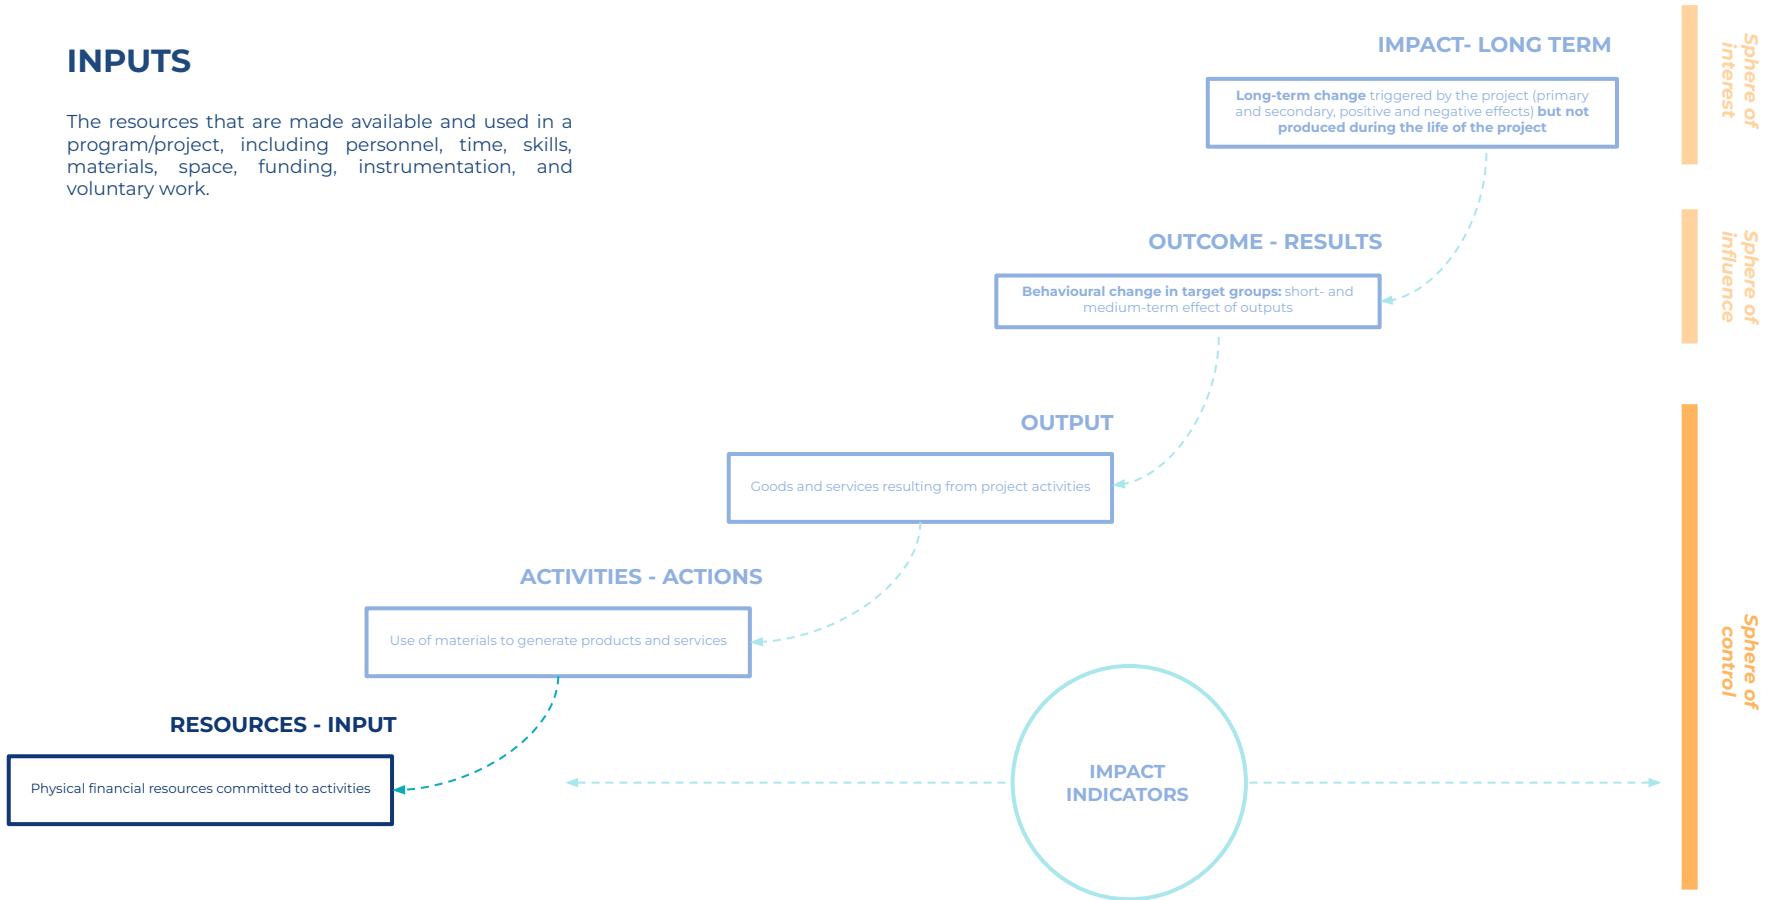 INPUTS
The resources that are made available and used in a
program/project, including personnel, time, skills,
materials, space, funding, instrumentation, and
voluntary work.
IMPACT- LONG TERM
Long-term change triggered by the project (primary
and secondary, positive and negative effects) but not
produced during the life of the project
Sphere of
interest
OUTCOME - RESULTS
Behavioural change in target groups: short- and
medium-term effect of outputs
Sphere of
influence
OUTPUT
Goods and services resulting from project activities
ACTIVITIES - ACTIONS
Use of materials to generate products and services
Sphere of
control
RESOURCES - INPUT
Physical financial resources committed to activities
IMPACT
INDICATORS